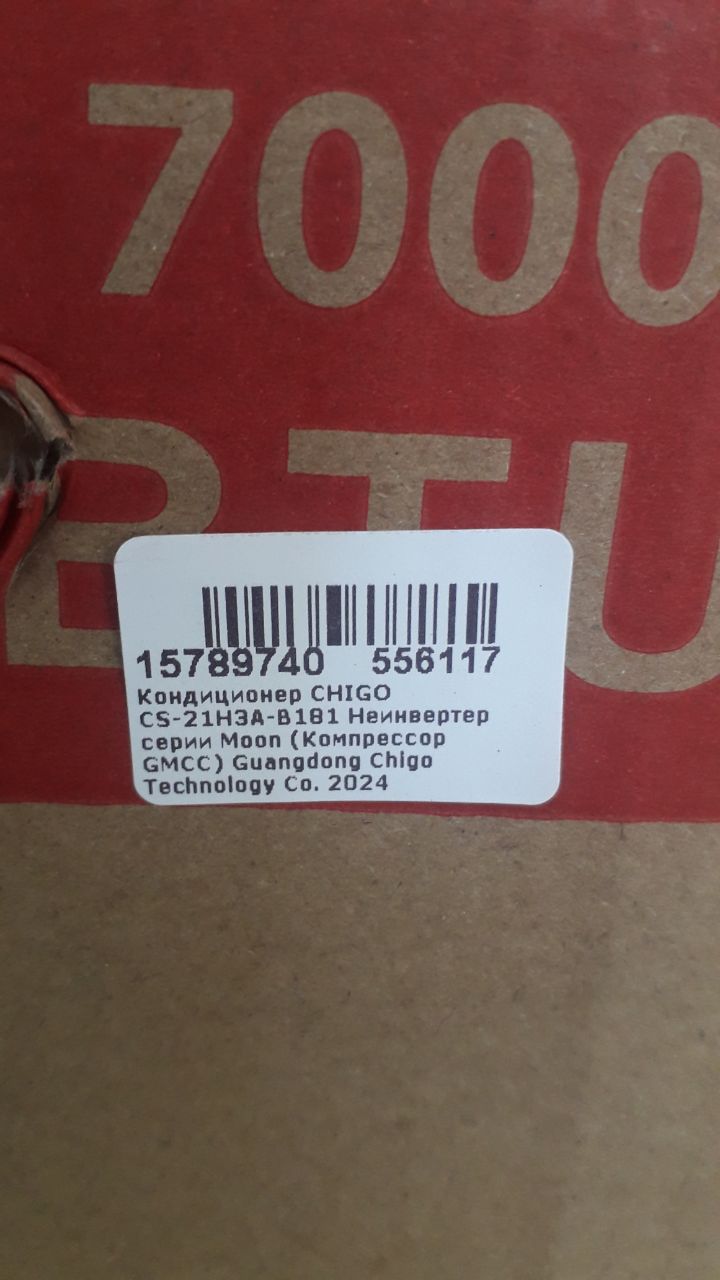 7000
BTU
15789740 556117
Кондиционер CHIGO
CS-21H3A-B181 Неинвертер
серии Moon (Компрессор
GMCC) Guangdong Chigo
Technology Co. 2024